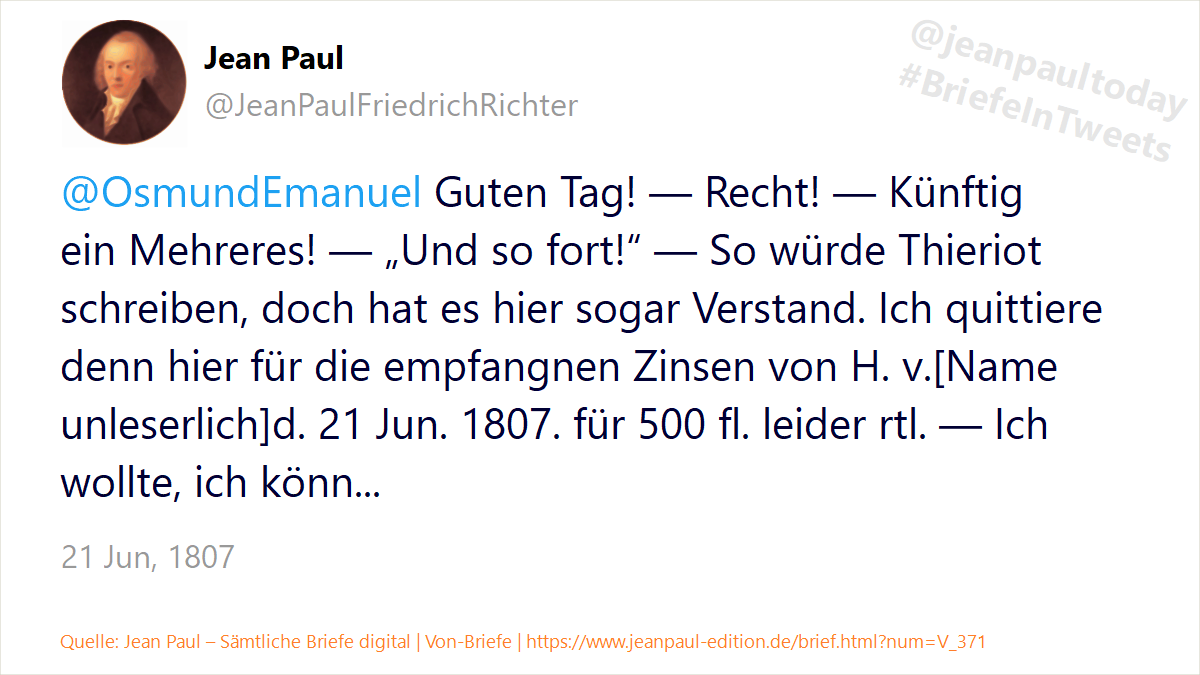 Jean Paul
@JeanPaulFriedrichRichter
@jeanpaultoday
#BriefeInTweets
@OsmundEmanuel Guten Tag! — Recht! — Künftig
ein Mehreres! — „Und so fort!“ — So würde Thieriot
schreiben, doch hat es hier sogar Verstand. Ich quittiere
denn hier für die empfangnen Zinsen von H. v.[Name
unleserlich]d. 21 Jun. 1807. für 500 fl. leider rtl. — Ich
wollte, ich könn...
21 Jun, 1807
Quelle: Jean Paul – Sämtliche Briefe digital | Von-Briefe | https://www.jeanpaul-edition.de/brief.html?num=V_371